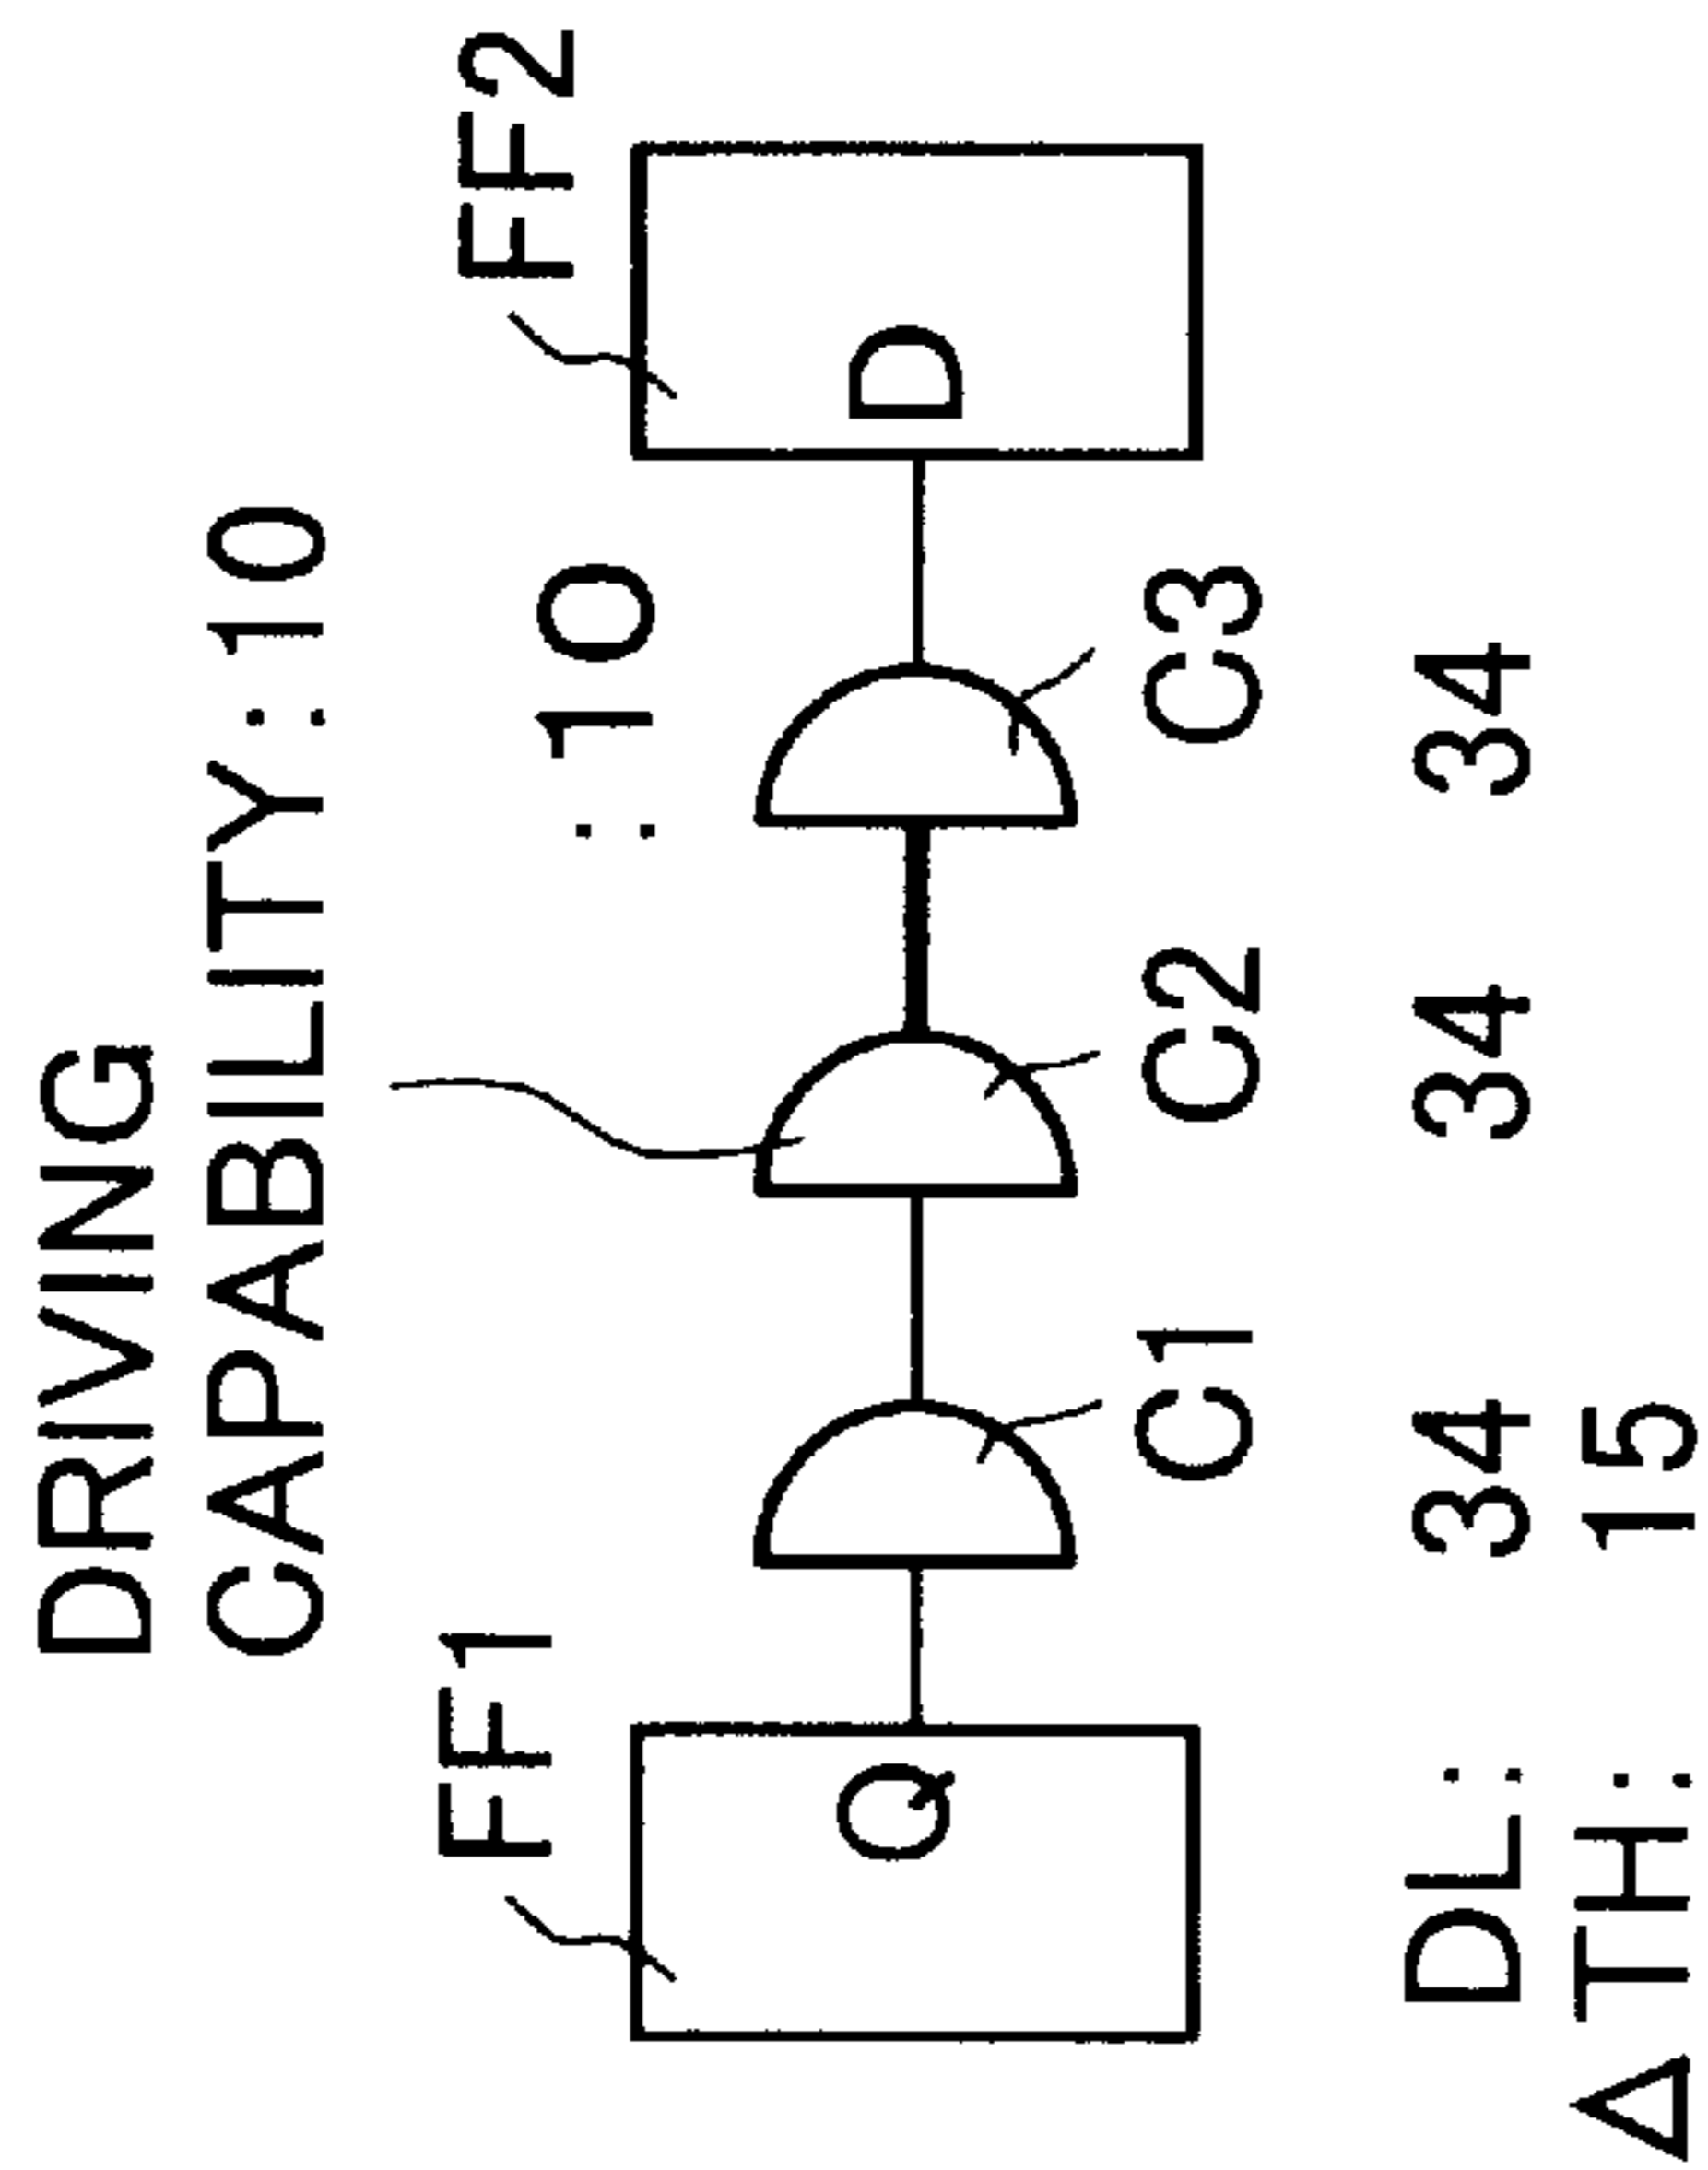 DRIVING
CAPABILITY:10
FF1
:10
FF2
Q
D
C1
C2
C3
DL: 34 34 34
ΔTH: 15